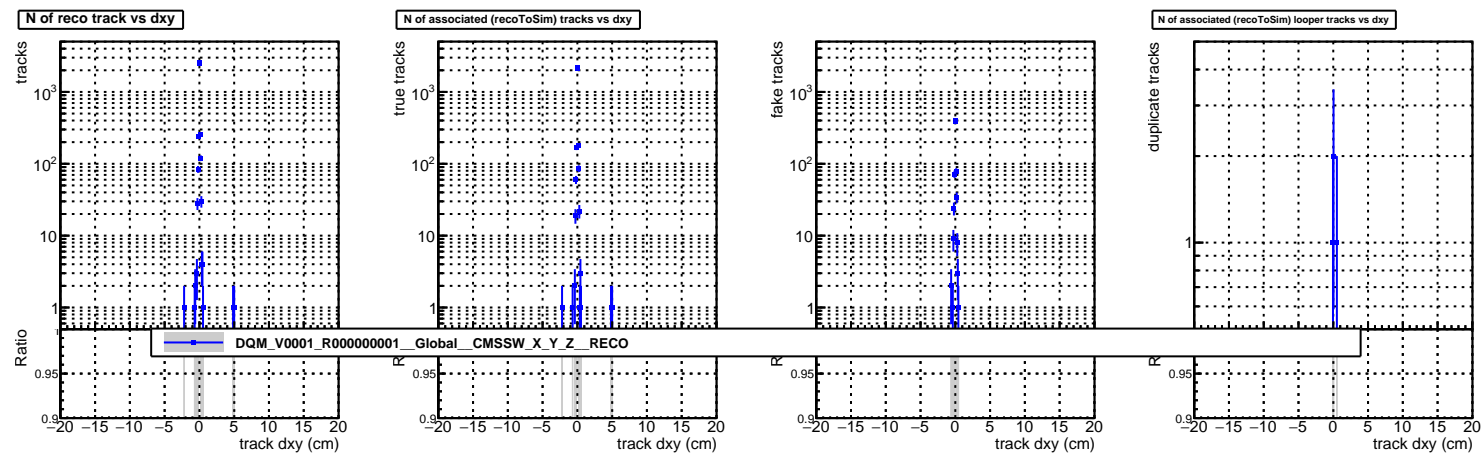 N of reco track vs dxy
N of associated (recoToSim) tracks vs dxy
N of associated (recoToSim) looper tracks vs dxy
tracks
10³
10²
10
1
true tracks
10³
10²
10
1
fake tracks
10³
10²
10
1
duplicate tracks
1
DQM_V0001_R000000001__Global__CMSSW_X_Y_Z__RECO
Ratio
0.95
0.9
−20 −15 −10 −5 0 5 10 15 20
track dxy (cm)
0.95
0.9
−20 −15 −10 −5 0 5 10 15 20
track dxy (cm)
0.95
0.9
−20 −15 −10 −5 0 5 10 15 20
track dxy (cm)
0.95
0.9
−20 −15 −10 −5 0 5 10 15 20
track dxy (cm)